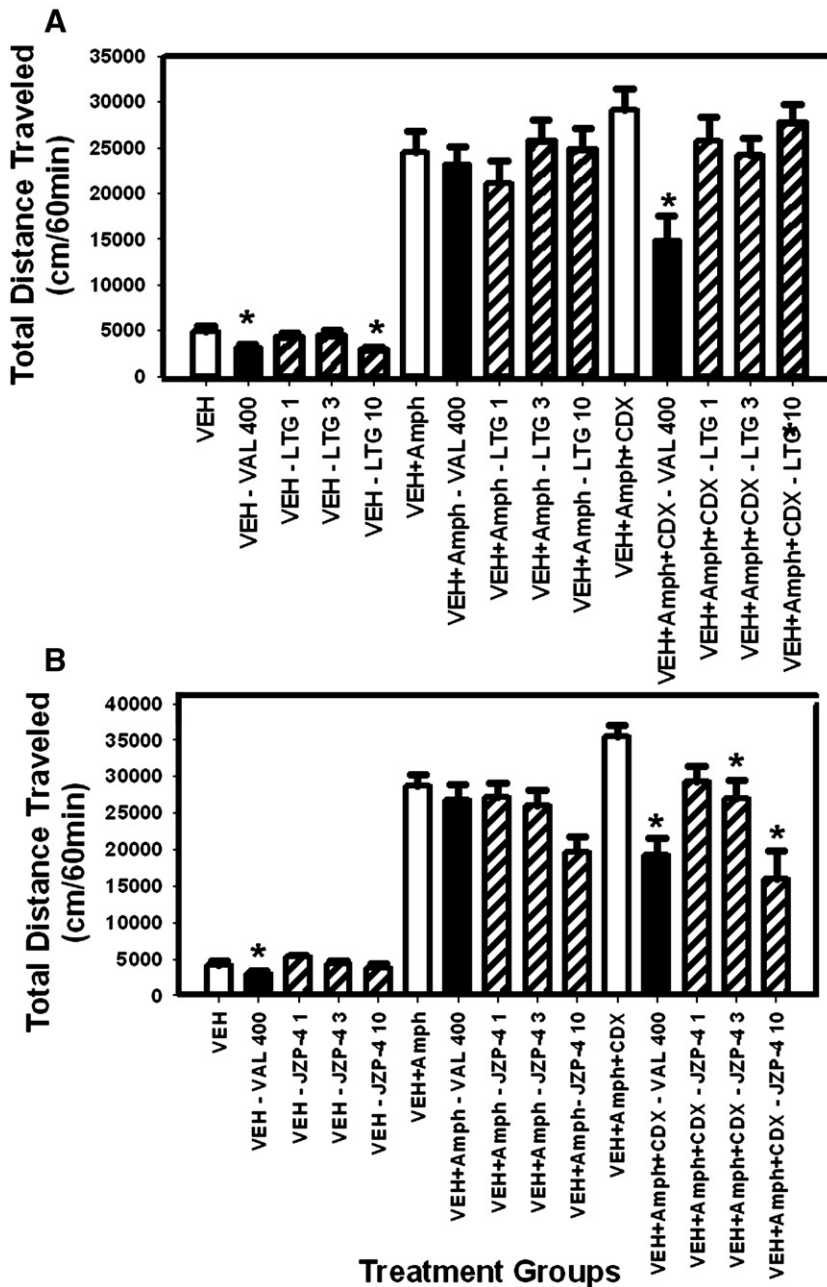 A
Total Distance Traveled
(cm/60min)
35000
30000
25000
20000
15000
10000
5000
0
* * *
VEH
VEH - VAL 400
VEH - LTG 1
VEH - LTG 3
VEH - LTG 10
VEH+Amph
VEH+Amph - VAL 400
VEH+Amph - LTG 1
VEH+Amph - LTG 3
VEH+Amph - LTG 10
VEH+Amph+CDX
VEH+Amph+CDX - VAL 400
VEH+Amph+CDX - LTG 1
VEH+Amph+CDX - LTG 3
VEH+Amph+CDX - LTG 10
*
B
Total Distance Traveled
(cm/60min)
40000
35000
30000
25000
20000
15000
10000
5000
0
* * * *
VEH
VEH - VAL 400
VEH - JZP-4 1
VEH - JZP-4 3
VEH - JZP-4 10
VEH+Amph
VEH+Amph - VAL 400
VEH+Amph - JZP-4 1
VEH+Amph - JZP-4 3
VEH+Amph- JZP-4 10
VEH+Amph+CDX
VEH+Amph+CDX - VAL 400
VEH+Amph+CDX - JZP-4 1
VEH+Amph+CDX - JZP-4 3
VEH+Amph+CDX - JZP-4 10
Treatment Groups